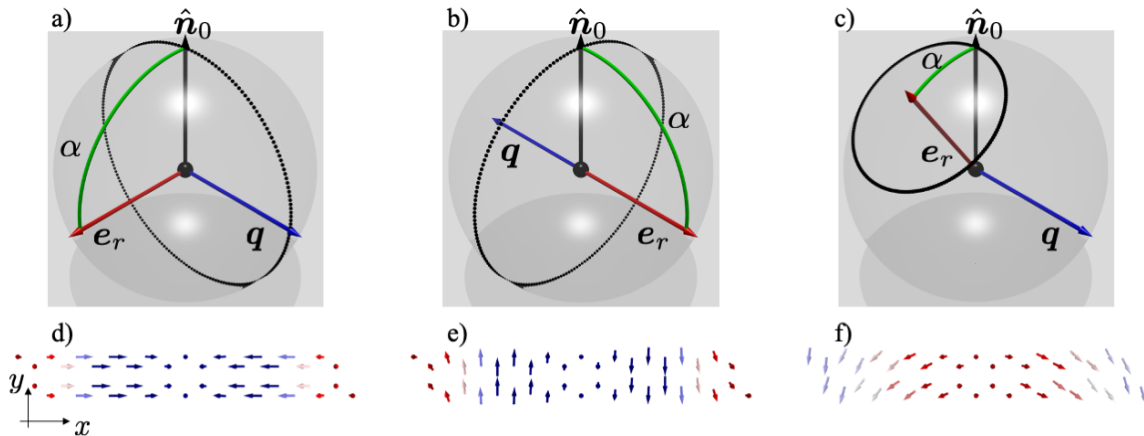 a)
n̂₀
α
e_r
q
b)
n̂₀
α
q
e_r
c)
n̂₀
α
e_r
q
d)
y
x
e)
f)